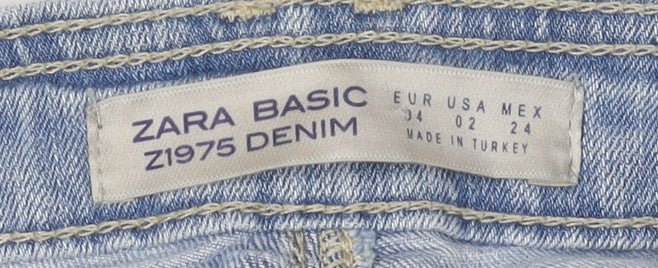 ZARA BASIC
Z1975 DENIM
EUR USA MEX
34 02 24
MADE IN TURKEY